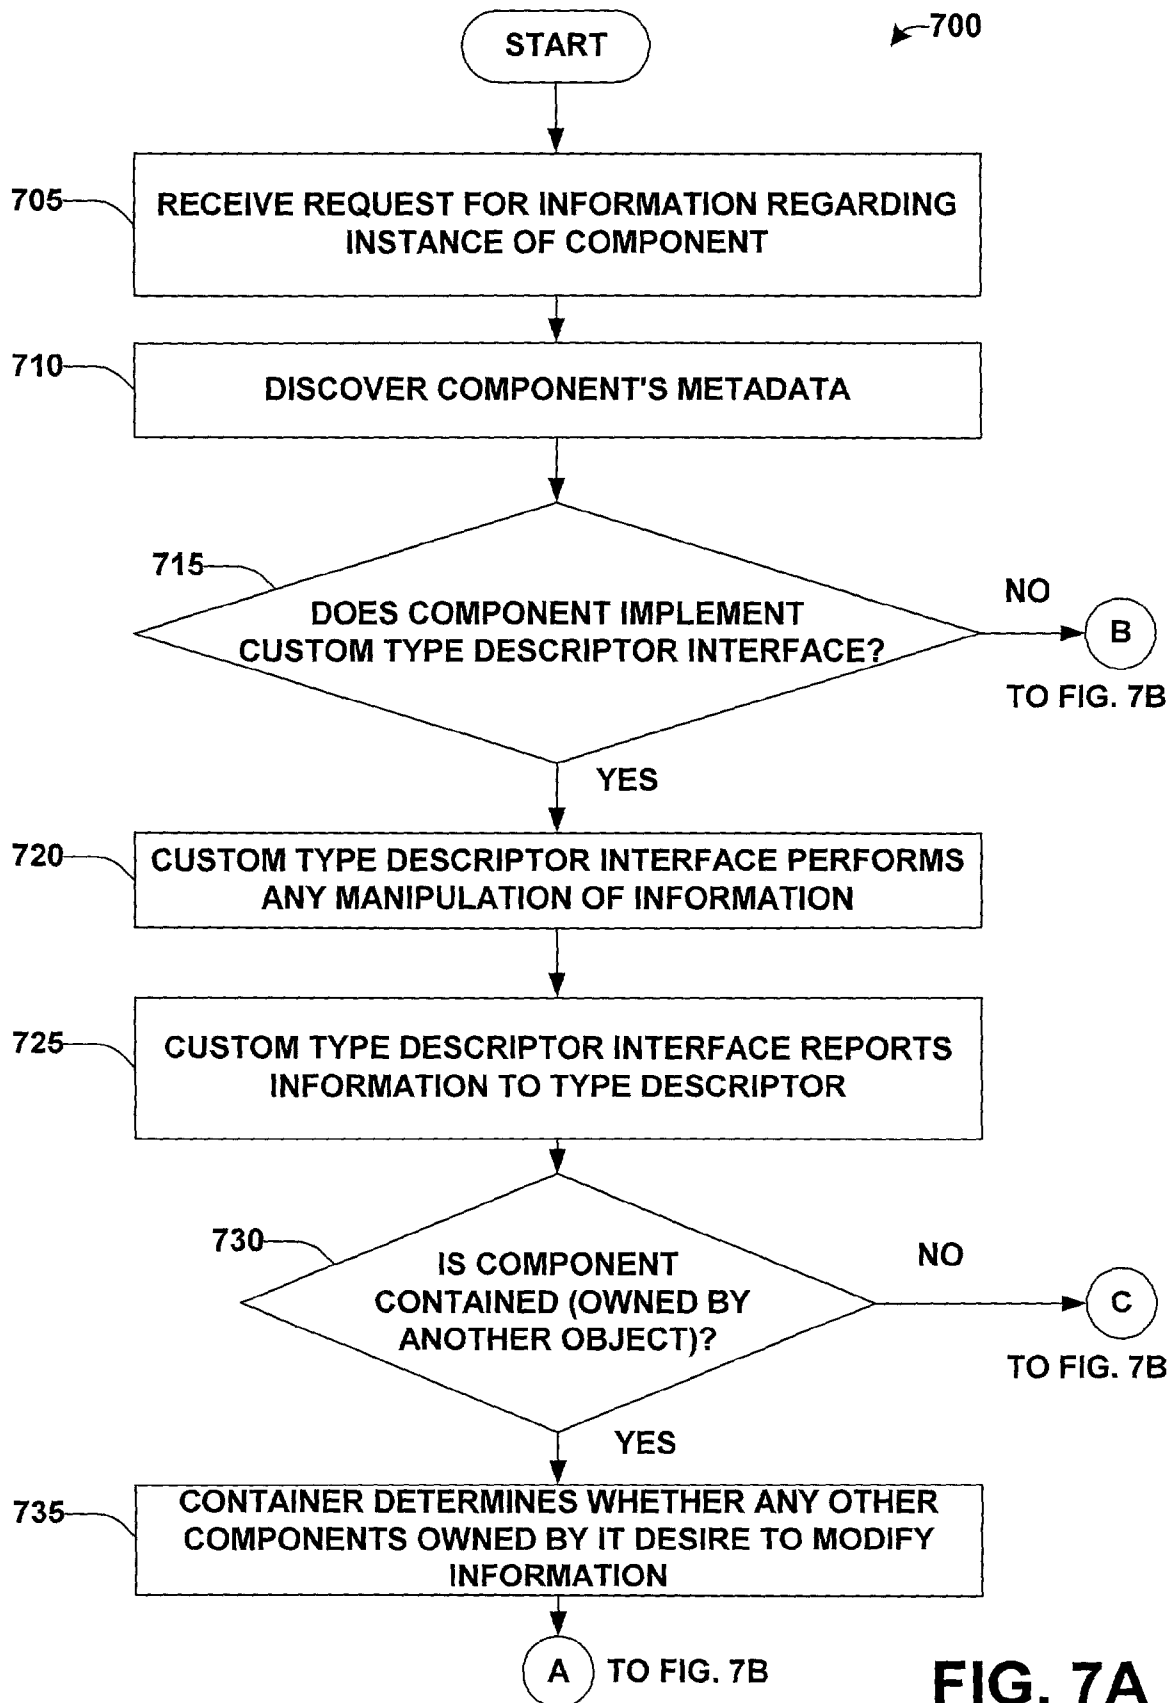 START
700
705
RECEIVE REQUEST FOR INFORMATION REGARDING
INSTANCE OF COMPONENT
710
DISCOVER COMPONENT'S METADATA
715
DOES COMPONENT IMPLEMENT
CUSTOM TYPE DESCRIPTOR INTERFACE?
NO
B
TO FIG. 7B
YES
720
CUSTOM TYPE DESCRIPTOR INTERFACE PERFORMS
ANY MANIPULATION OF INFORMATION
725
CUSTOM TYPE DESCRIPTOR INTERFACE REPORTS
INFORMATION TO TYPE DESCRIPTOR
730
IS COMPONENT
CONTAINED (OWNED BY
ANOTHER OBJECT)?
NO
C
TO FIG. 7B
YES
735
CONTAINER DETERMINES WHETHER ANY OTHER
COMPONENTS OWNED BY IT DESIRE TO MODIFY
INFORMATION
A
TO FIG. 7B
FIG. 7A